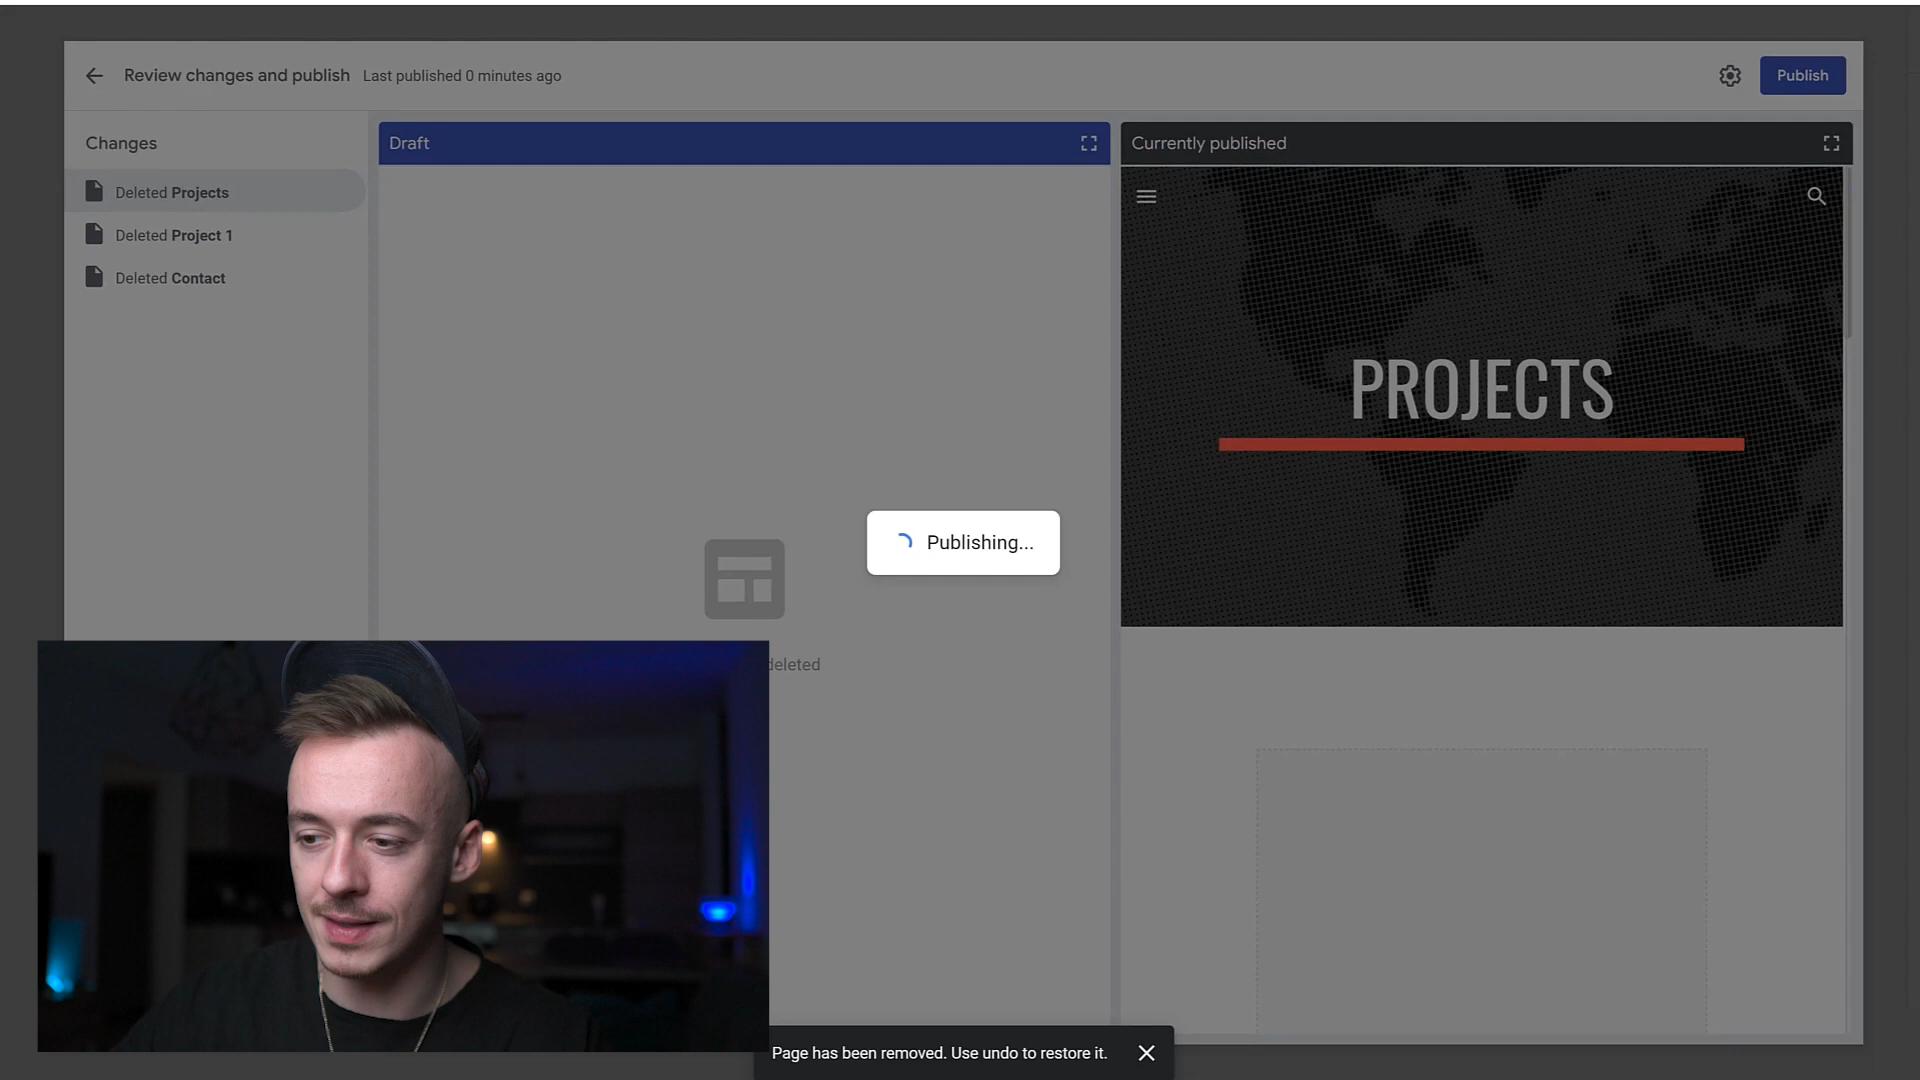 Review changes and publish Last published 0 minutes ago
Publish
Changes
Deleted Projects
Deleted Project 1
Deleted Contact
Draft
deleted
Currently published
PROJECTS
Publishing...
Page has been removed. Use undo to restore it.